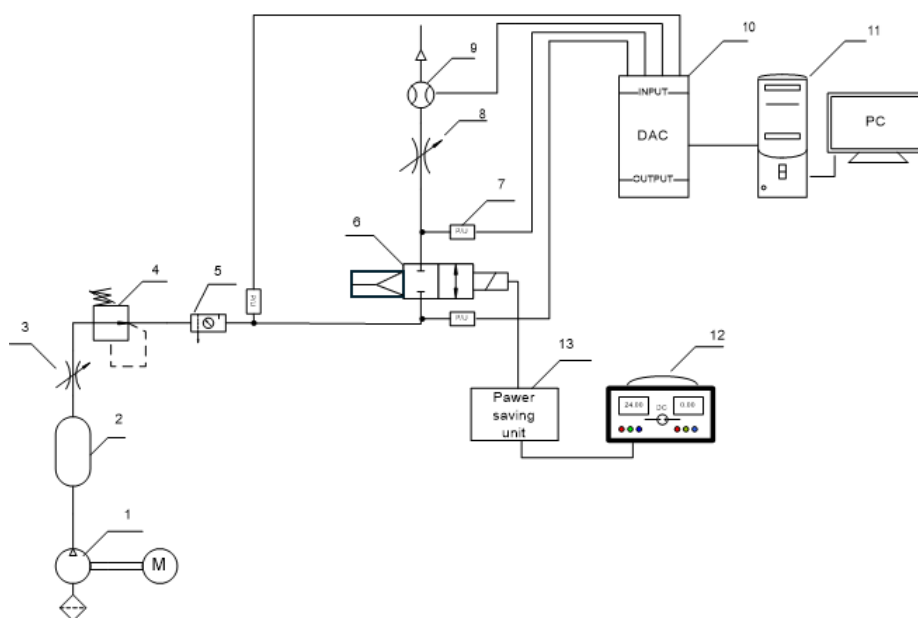 10
11
9
INPUT
DAC
OUTPUT
PC
8
7
P/U
6
4
5
P/U
3
P/U
13
12
Pawer
saving
unit
24.00
DC
0.00
2
1
M